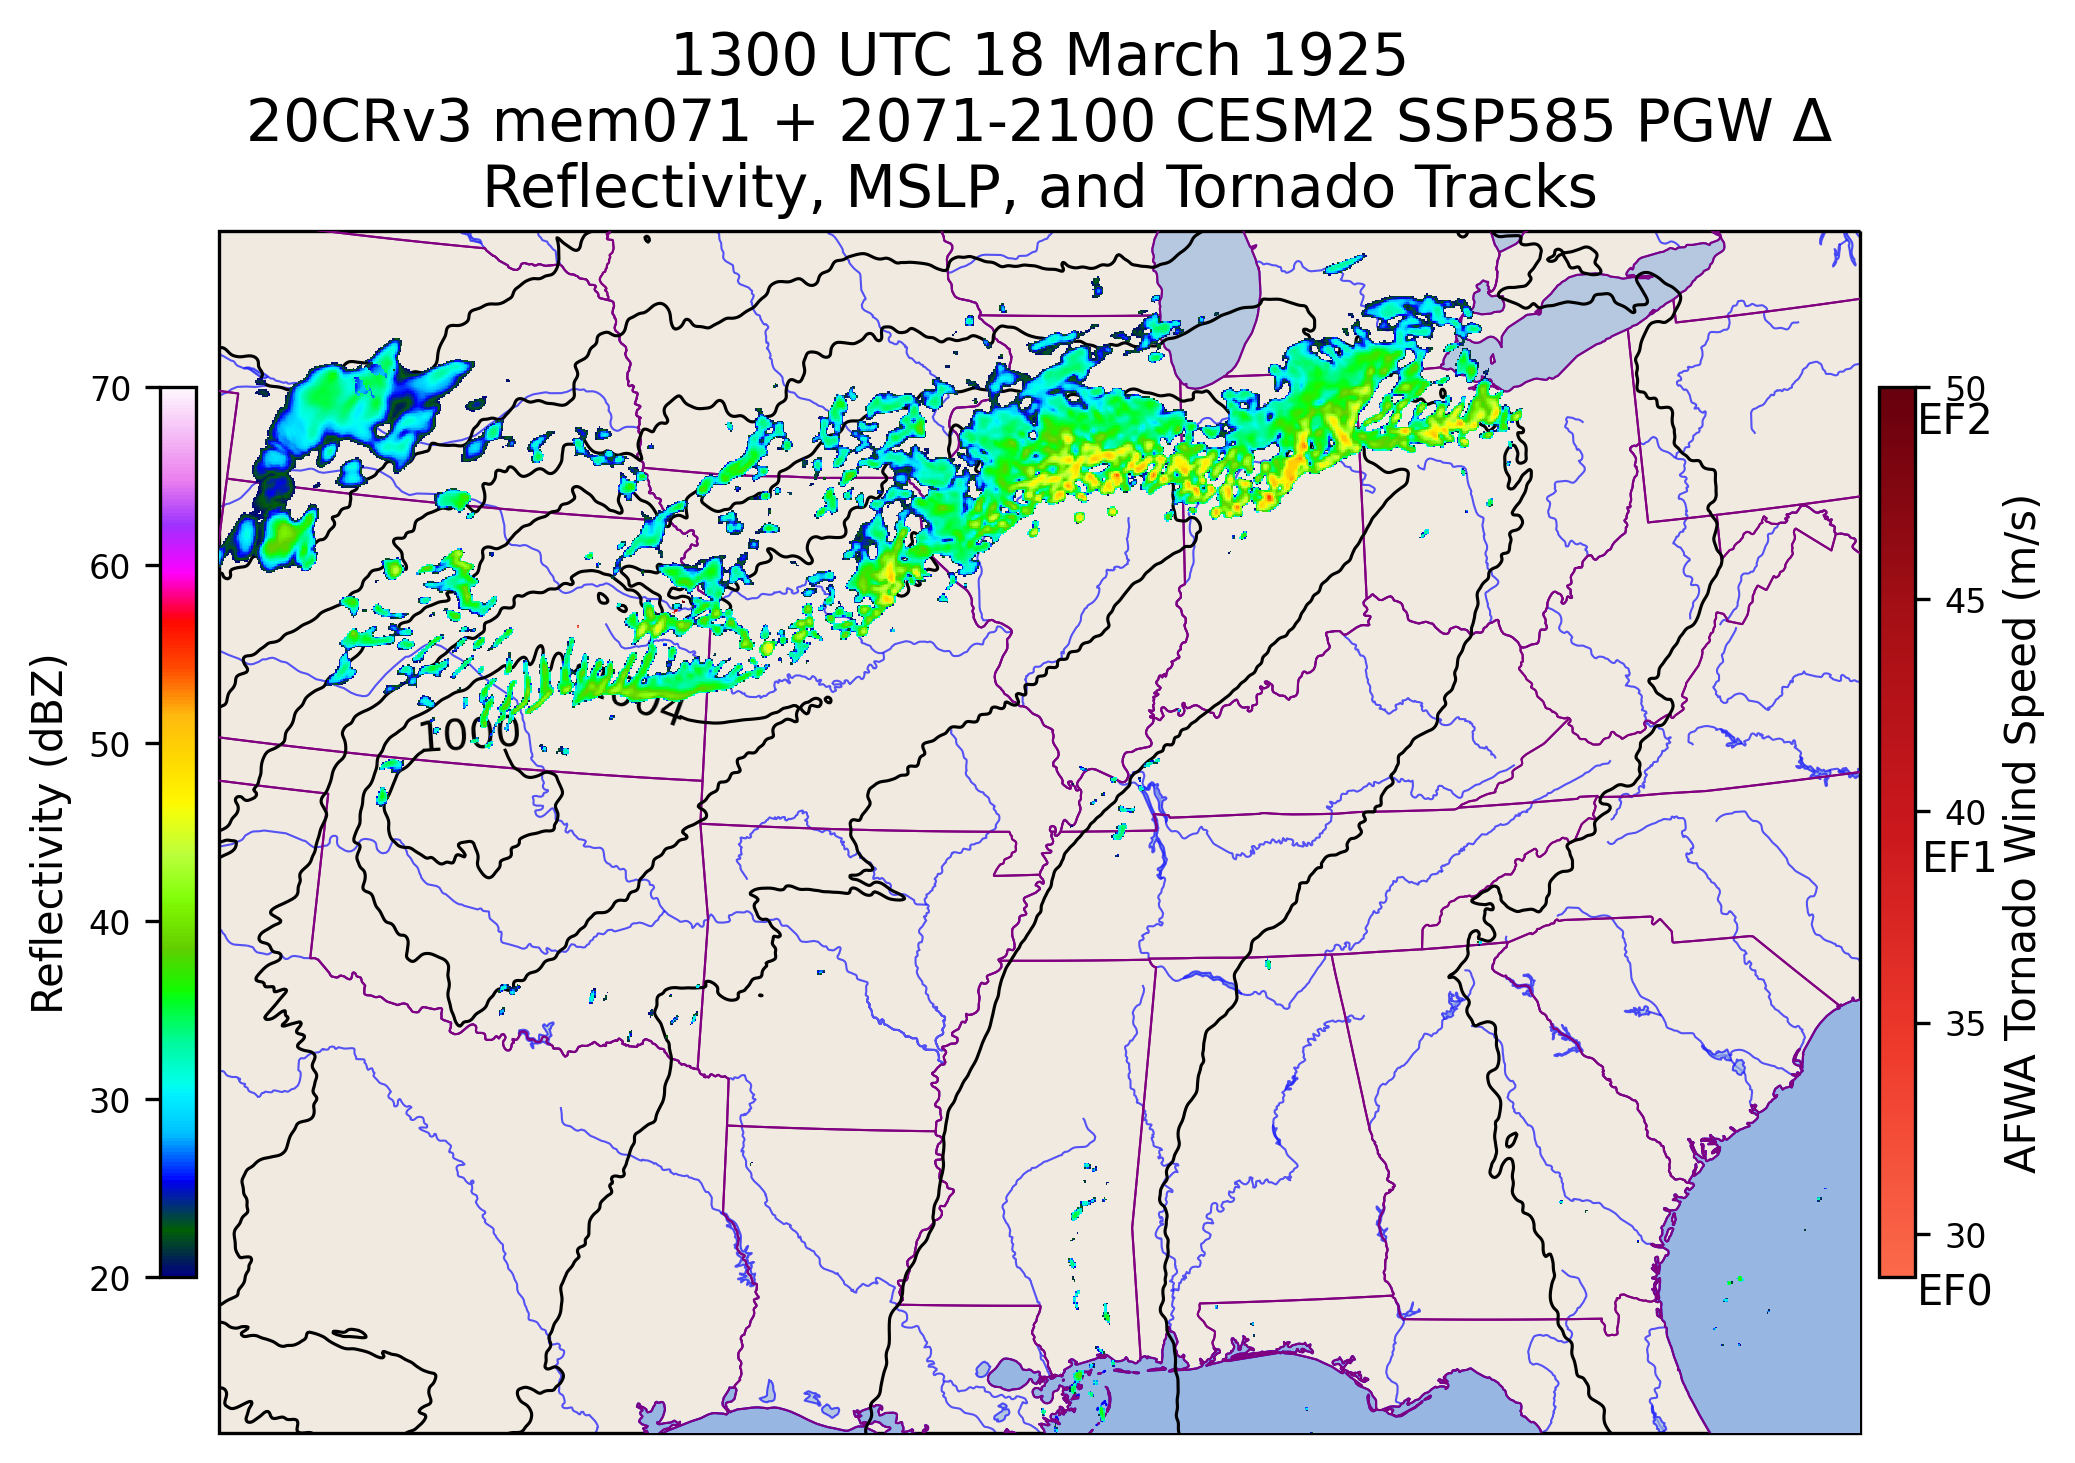 1300 UTC 18 March 1925
20CRv3 mem071 + 2071-2100 CESM2 SSP585 PGW Δ
Reflectivity, MSLP, and Tornado Tracks
70
60
50
40
30
20
Reflectivity (dBZ)
1000
50
EF2
45
40
EF1
35
30
EF0
AFWA Tornado Wind Speed (m/s)